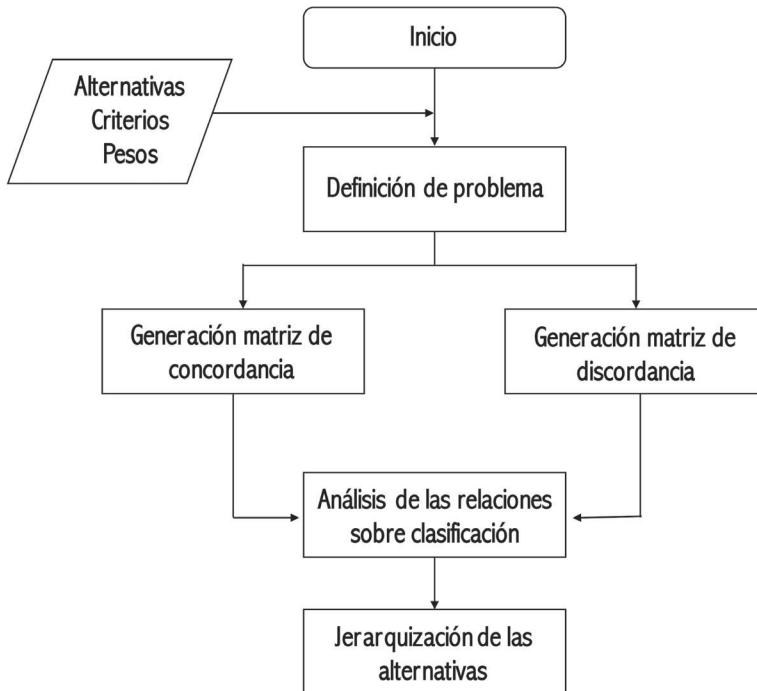 Inicio
Alternativas
Criterios
Pesos
Definición de problema
Generación matriz de
concordancia
Generación matriz de
discordancia
Análisis de las relaciones
sobre clasificación
Jerarquización de las
alternativas